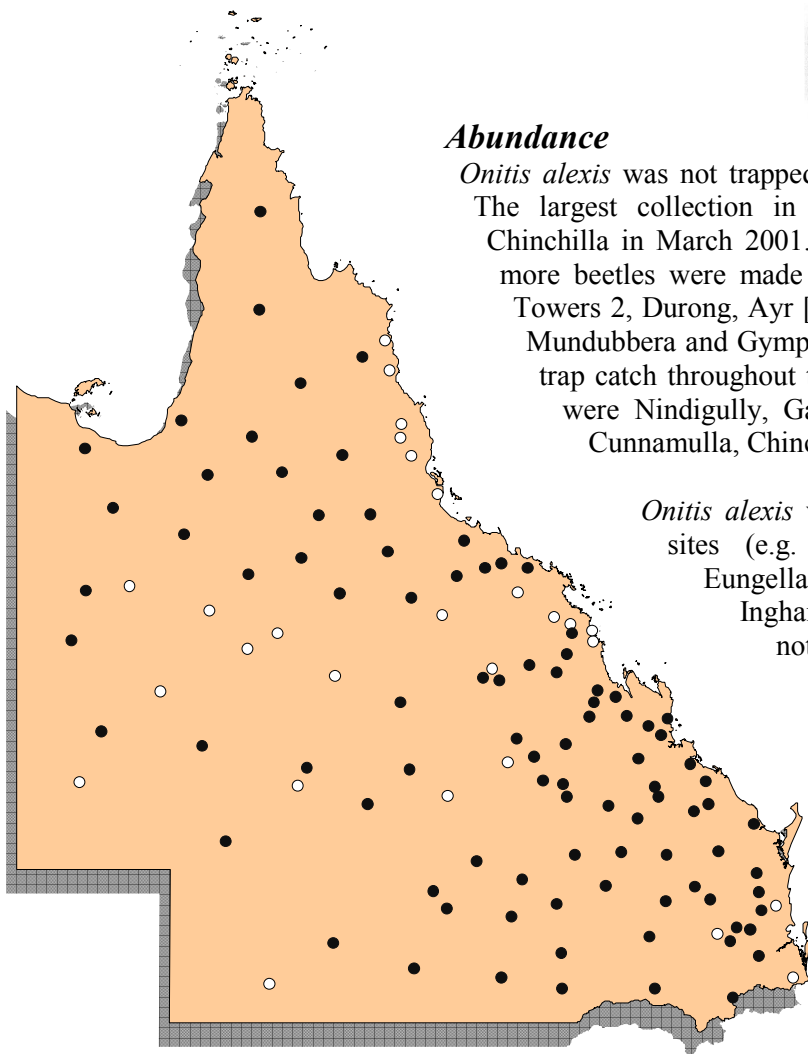 Abundance
Onitis alexis was not trapped
The largest collection in
Chinchilla in March 2001.
more beetles were made
Towers 2, Durong, Ayr [
Mundubbera and Gymp
trap catch throughout
were Nindigully, Ga
Cunnamulla, Chinc
Onitis alexis
sites (e.g.
Eungella
Ingha
not